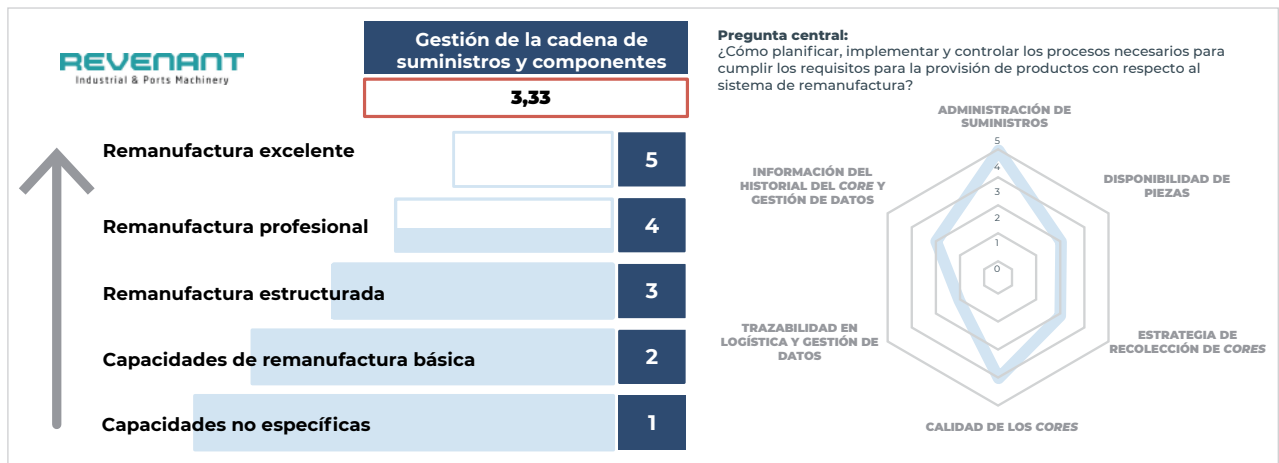 REVENANT
Industrial & Ports Machinery
Gestión de la cadena de
suministros y componentes
3,33
Remanufactura excelente
5
Remanufactura profesional
4
Remanufactura estructurada
3
Capacidades de remanufactura básica
2
Capacidades no específicas
1
Pregunta central:
¿Cómo planificar, implementar y controlar los procesos necesarios para
cumplir los requisitos para la provisión de productos con respecto al
sistema de remanufactura?
ADMINISTRACIÓN DE
SUMINISTROS
DISPONIBILIDAD DE
PIEZAS
ESTRATEGIA DE
RECOLECCIÓN DE CORES
CALIDAD DE LOS CORES
TRAZABILIDAD EN
LOGÍSTICA Y GESTIÓN DE
DATOS
INFORMACIÓN DEL
HISTORIAL DEL CORE Y
GESTIÓN DE DATOS
5
4
3
2
1
0